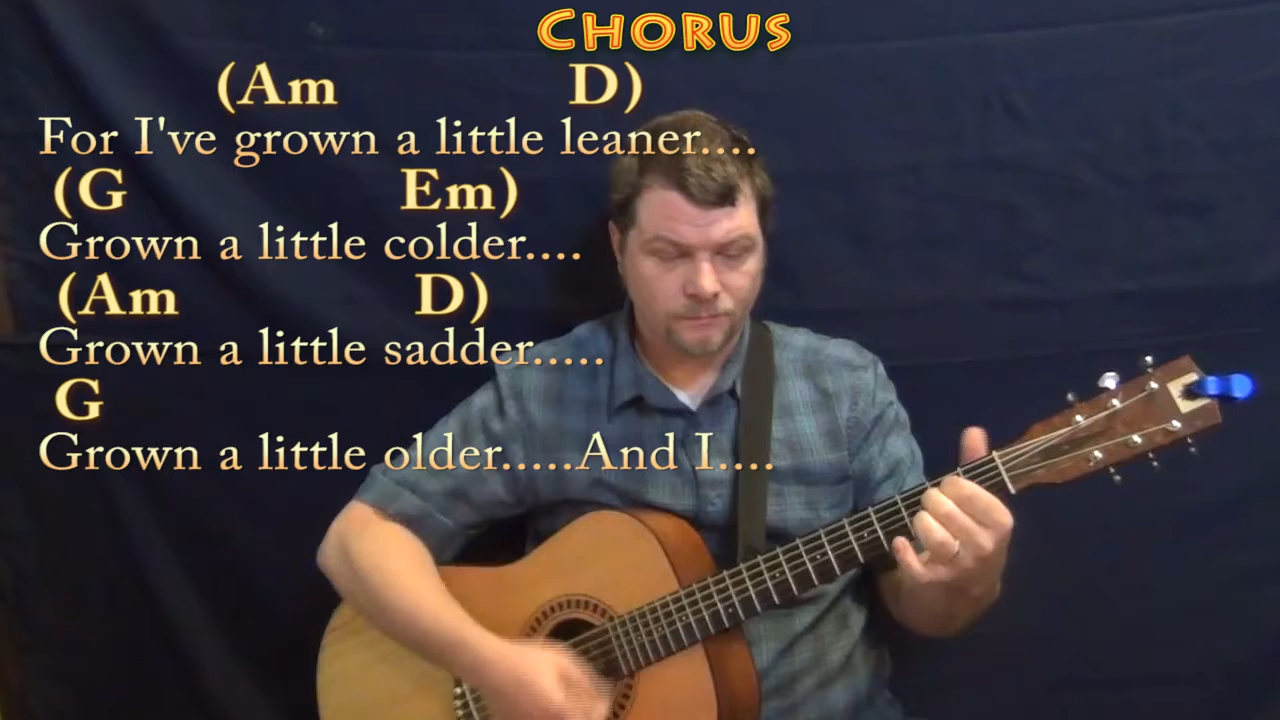 CHORUS
(Am D)
For I've grown a little leaner....
(G Em)
Grown a little colder....
(Am D)
Grown a little sadder.....
G
Grown a little older.....And I....